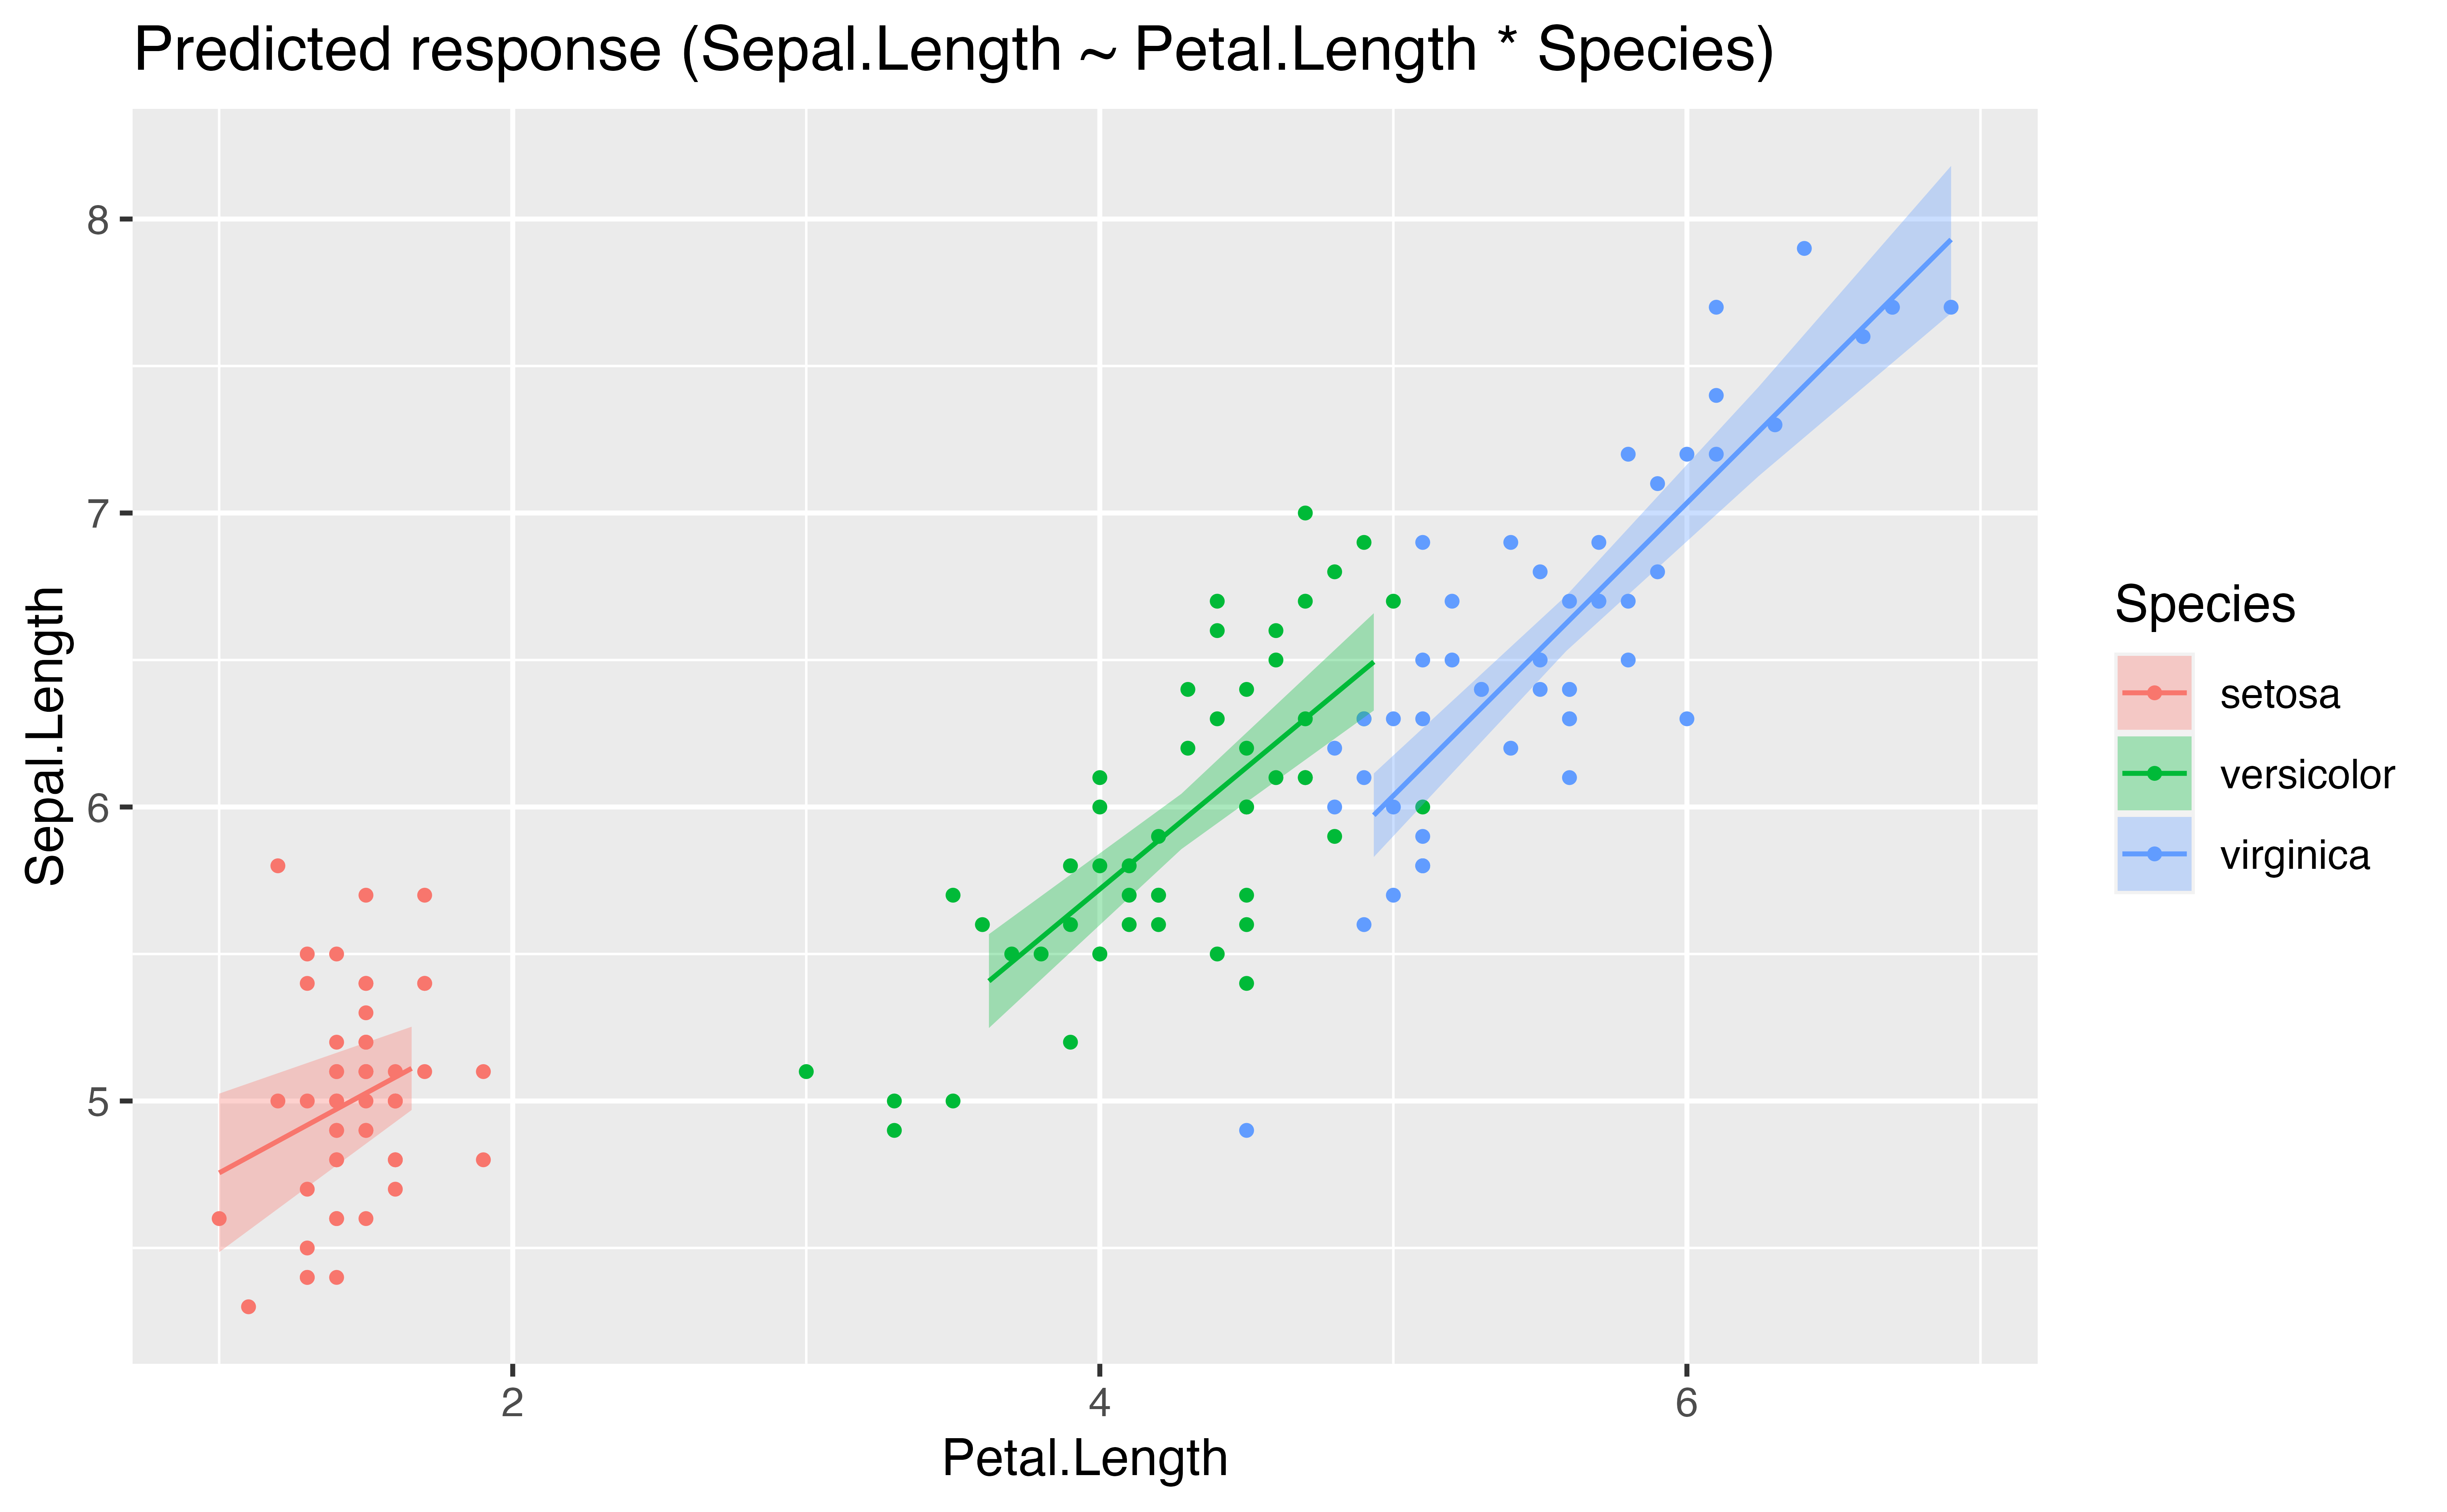 Predicted response (Sepal.Length ~ Petal.Length * Species)
8
7
6
5
Sepal.Length
2
4
6
Petal.Length
Species
setosa
versicolor
virginica